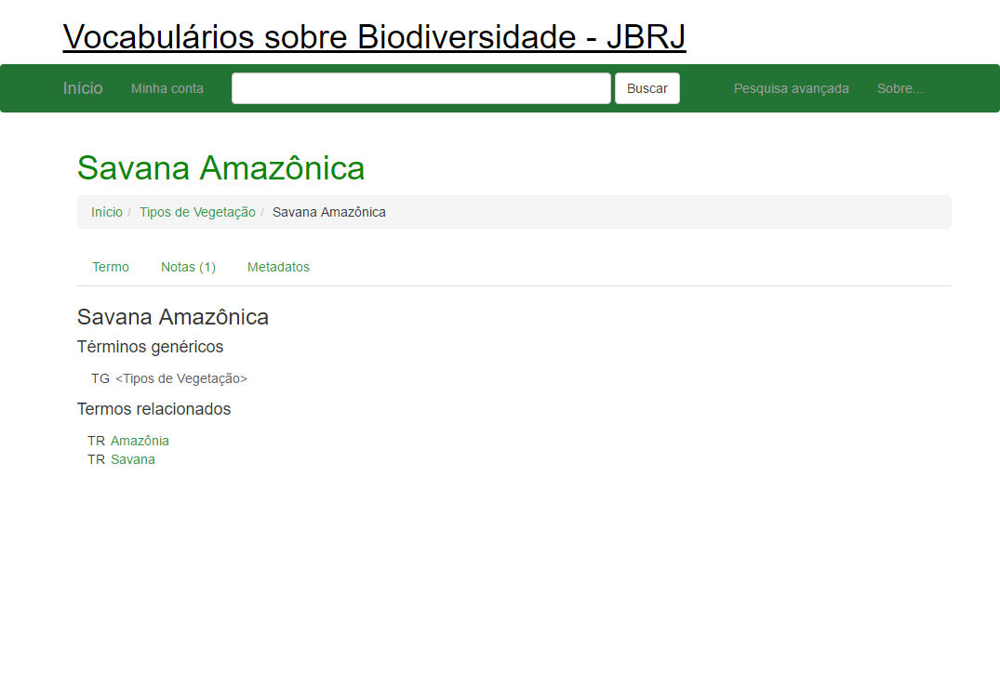 Vocabulários sobre Biodiversidade - JBRJ
Início Minha conta Buscar Pesquisa avançada Sobre...
Savana Amazônica
Início / Tipos de Vegetação / Savana Amazônica
Termo Notas (1) Metadatos
Savana Amazônica
Términos genéricos
TG <Tipos de Vegetação>
Termos relacionados
TR Amazônia
TR Savana